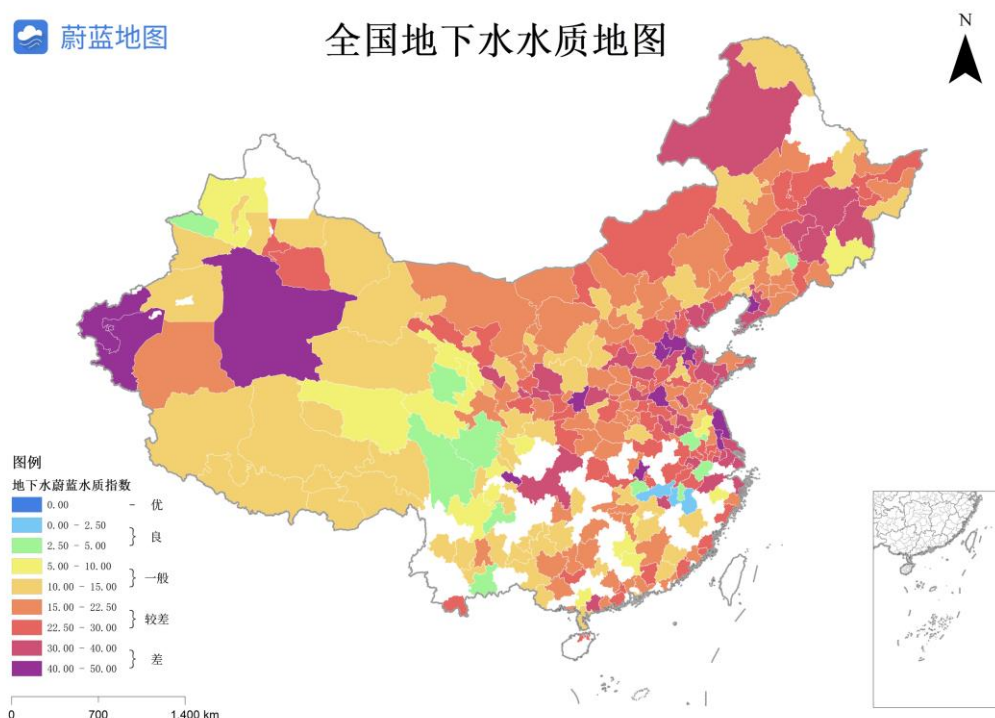 蔚蓝地图
全国地下水水质地图
N
图例
地下水蔚蓝水质指数
0.00 － 优
0.00 - 2.50
2.50 - 5.00
} 良
5.00 - 10.00
10.00 - 15.00
} 一般
15.00 - 22.50
22.50 - 30.00
} 较差
30.00 - 40.00
40.00 - 50.00
} 差
0 700 1,400 km